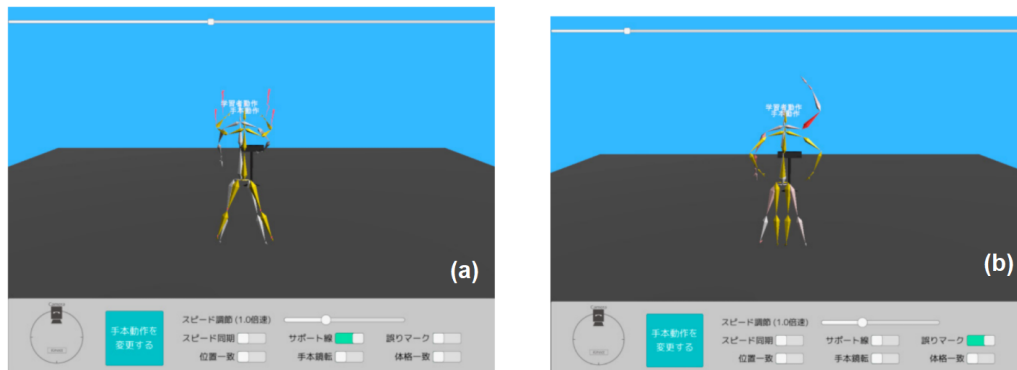 学習者動作
手本動作
(a)
Camera
手本動作を
変更する
スピード調節 (1.0倍速)
スピード同期
サポート線
誤りマーク
位置一致
手本鏡転
体格一致
学習者動作
手本動作
(b)
Camera
手本動作を
変更する
スピード調節 (1.0倍速)
スピード同期
サポート線
誤りマーク
位置一致
手本鏡転
体格一致